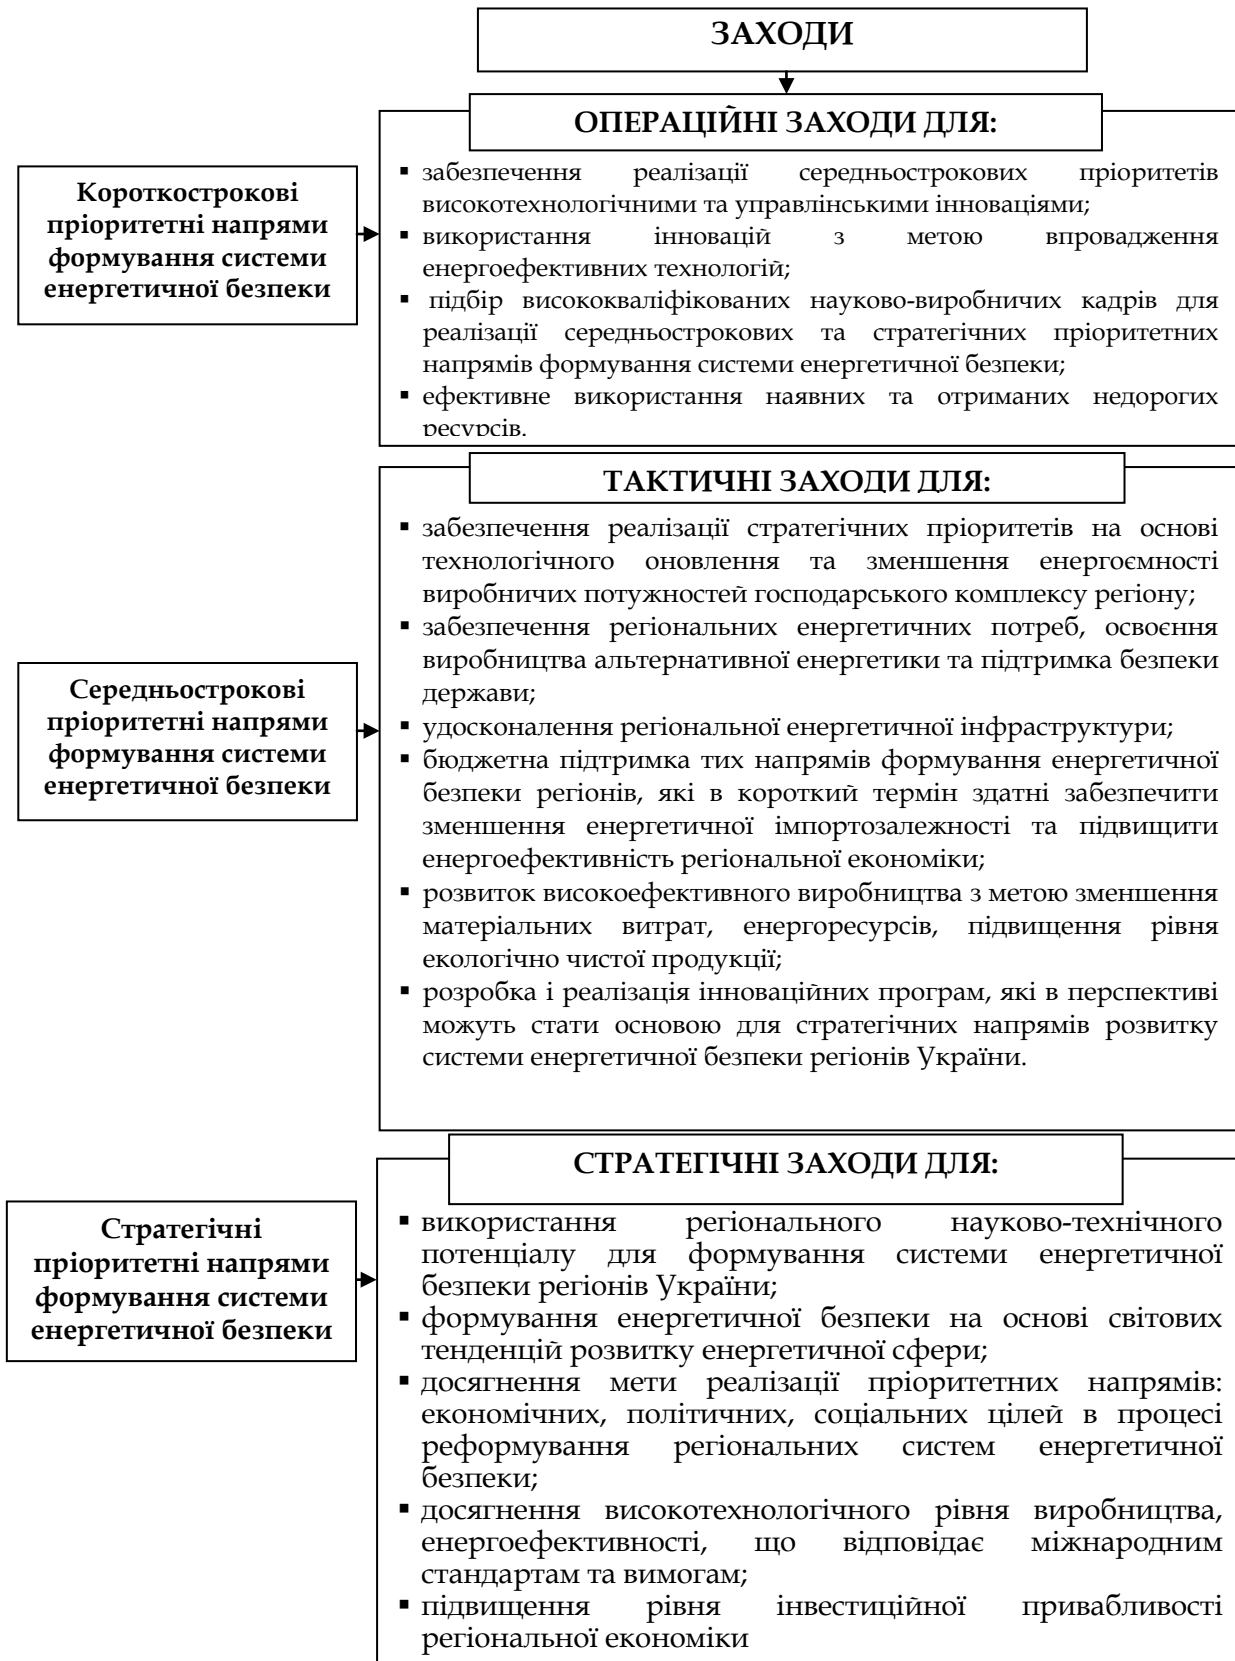 ЗАХОДИ
ОПЕРАЦІЙНІ ЗАХОДИ ДЛЯ:
Короткострокові
пріоритетні напрями
формування системи
енергетичної безпеки
▪ забезпечення реалізації середньострокових пріоритетів
високотехнологічними та управлінськими інноваціями;
▪ використання інновацій з метою впровадження
енергоефективних технологій;
▪ підбір висококваліфікованих науково-виробничих кадрів для
реалізації середньострокових та стратегічних пріоритетних
напрямів формування системи енергетичної безпеки;
▪ ефективне використання наявних та отриманих недорогих
ресурсів.
ТАКТИЧНІ ЗАХОДИ ДЛЯ:
Середньострокові
пріоритетні напрями
формування системи
енергетичної безпеки
▪ забезпечення реалізації стратегічних пріоритетів на основі
технологічного оновлення та зменшення енергоємності
виробничих потужностей господарського комплексу регіону;
▪ забезпечення регіональних енергетичних потреб, освоєння
виробництва альтернативної енергетики та підтримка безпеки
держави;
▪ удосконалення регіональної енергетичної інфраструктури;
▪ бюджетна підтримка тих напрямів формування енергетичної
безпеки регіонів, які в короткий термін здатні забезпечити
зменшення енергетичної імпортозалежності та підвищити
енергоефективність регіональної економіки;
▪ розвиток високоефективного виробництва з метою зменшення
матеріальних витрат, енергоресурсів, підвищення рівня
екологічно чистої продукції;
▪ розробка і реалізація інноваційних програм, які в перспективі
можуть стати основою для стратегічних напрямів розвитку
системи енергетичної безпеки регіонів України.
СТРАТЕГІЧНІ ЗАХОДИ ДЛЯ:
Стратегічні
пріоритетні напрями
формування системи
енергетичної безпеки
▪ використання регіонального науково-технічного
потенціалу для формування системи енергетичної
безпеки регіонів України;
▪ формування енергетичної безпеки на основі світових
тенденцій розвитку енергетичної сфери;
▪ досягнення мети реалізації пріоритетних напрямів:
економічних, політичних, соціальних цілей в процесі
реформування регіональних систем енергетичної
безпеки;
▪ досягнення високотехнологічного рівня виробництва,
енергоефективності, що відповідає міжнародним
стандартам та вимогам;
▪ підвищення рівня інвестиційної привабливості
регіональної економіки